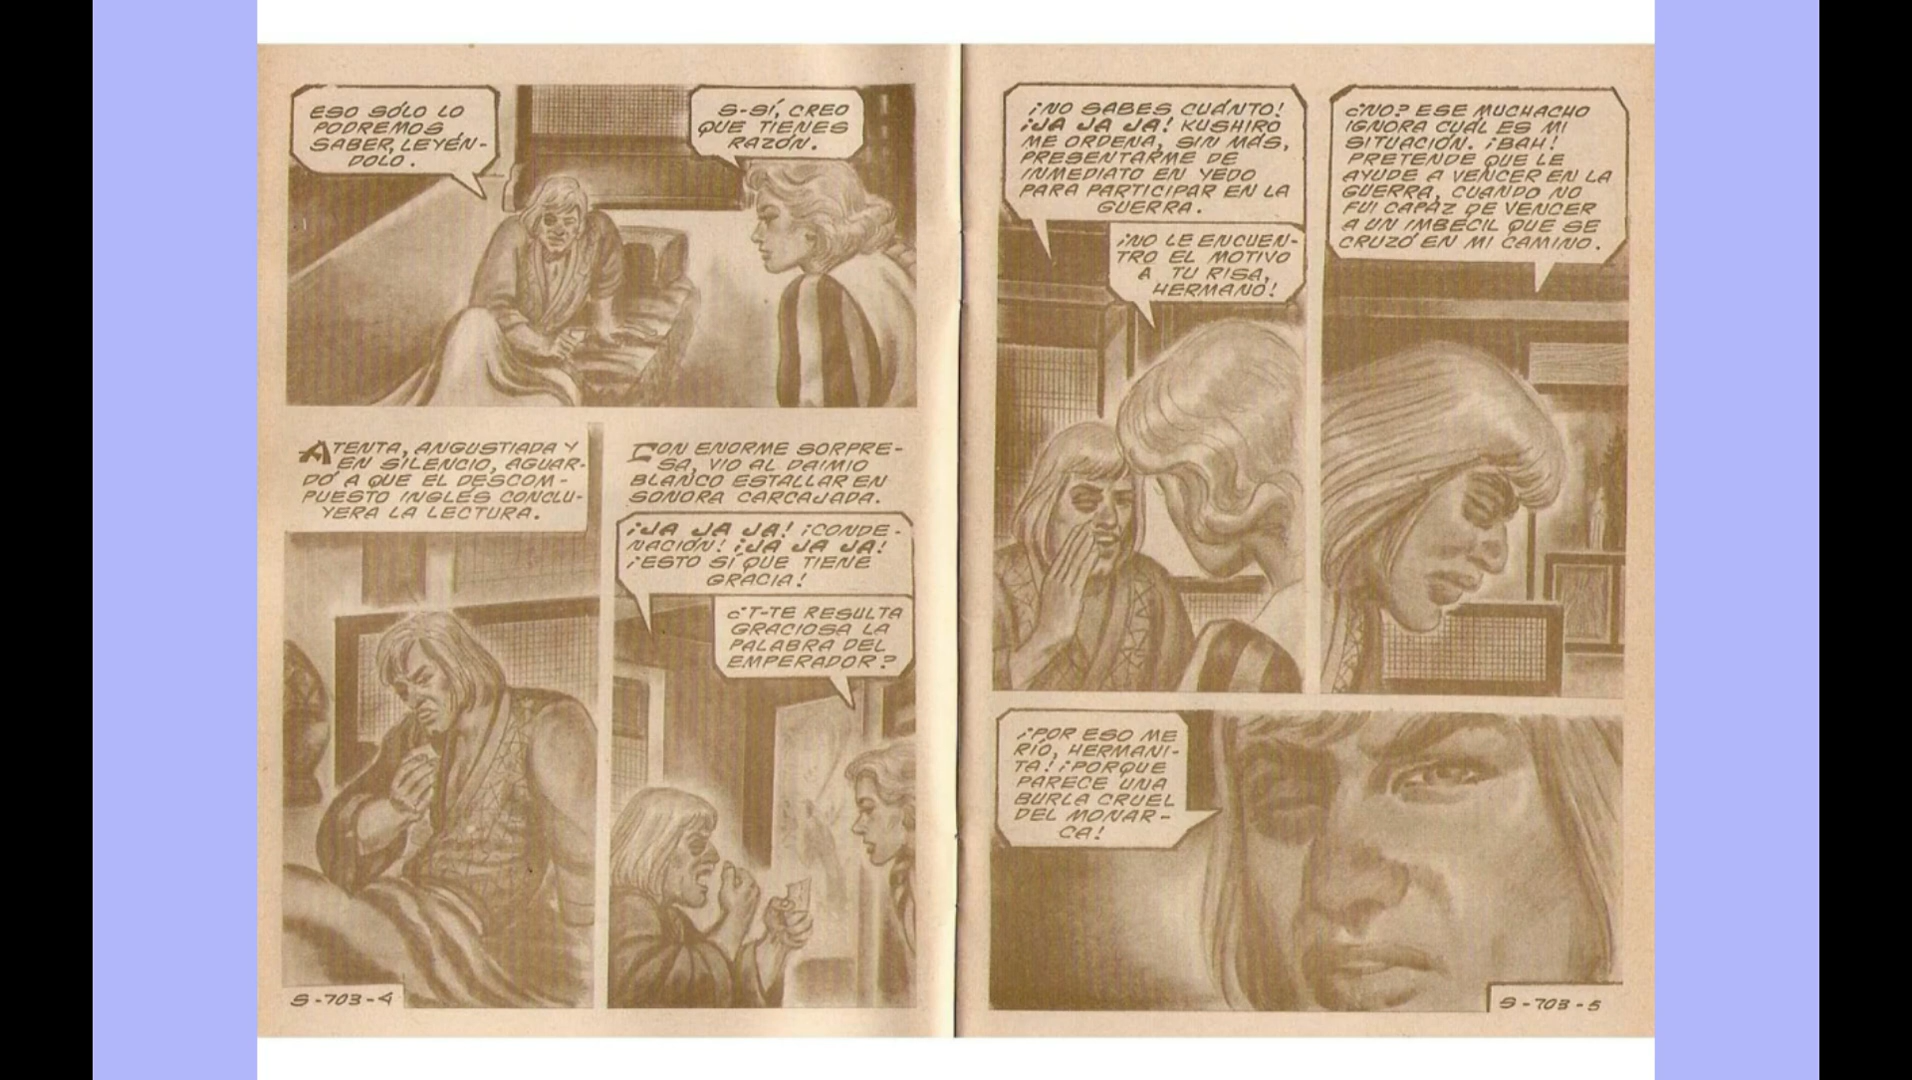 ESO SÓLO LO
PODREMOS
SABER, LEYÉN-
DOLO.
S-SÍ, CREO
QUE TIENES
RAZÓN.
ATENTA, ANGUSTIADA Y
EN SILENCIO, AGUAR-
DÓ A QUE EL DESCOM-
PUESTO INGLÉS CONCLU-
YERA LA LECTURA.
CON ENORME SORPRE-
SA, VIO AL DAIMIO
BLANCO ESTALLAR EN
SONORA CARCAJADA.
¡JA JA JA! ¡CONDE-
NACIÓN! ¡JA JA JA!
¡ESTO SÍ QUE TIENE
GRACIA!
¿T-TE RESULTA
GRACIOSA LA
PALABRA DEL
EMPERADOR?
S-703-4
¡NO SABES CUÁNTO!
¡JA JA JA! KUSHIRO
ME ORDENA, SIN MÁS,
PRESENTARME DE
INMEDIATO EN YEDO
PARA PARTICIPAR EN LA
GUERRA.
¡NO LE ENCUEN-
TRO EL MOTIVO
A TU RISA,
HERMANO!
¿NO? ESE MUCHACHO
IGNORA CUÁL ES MI
SITUACIÓN. ¡BAH!
PRETENDE QUE LE
AYUDE A VENCER EN LA
GUERRA, CUANDO NO
FUI CAPAZ DE VENCER
A UN IMBÉCIL QUE SE
CRUZÓ EN MI CAMINO.
¡POR ESO ME
RÍO, HERMANI-
TA! ¡PORQUE
PARECE UNA
BURLA CRUEL
DEL MONAR-
CA!
S-703-5